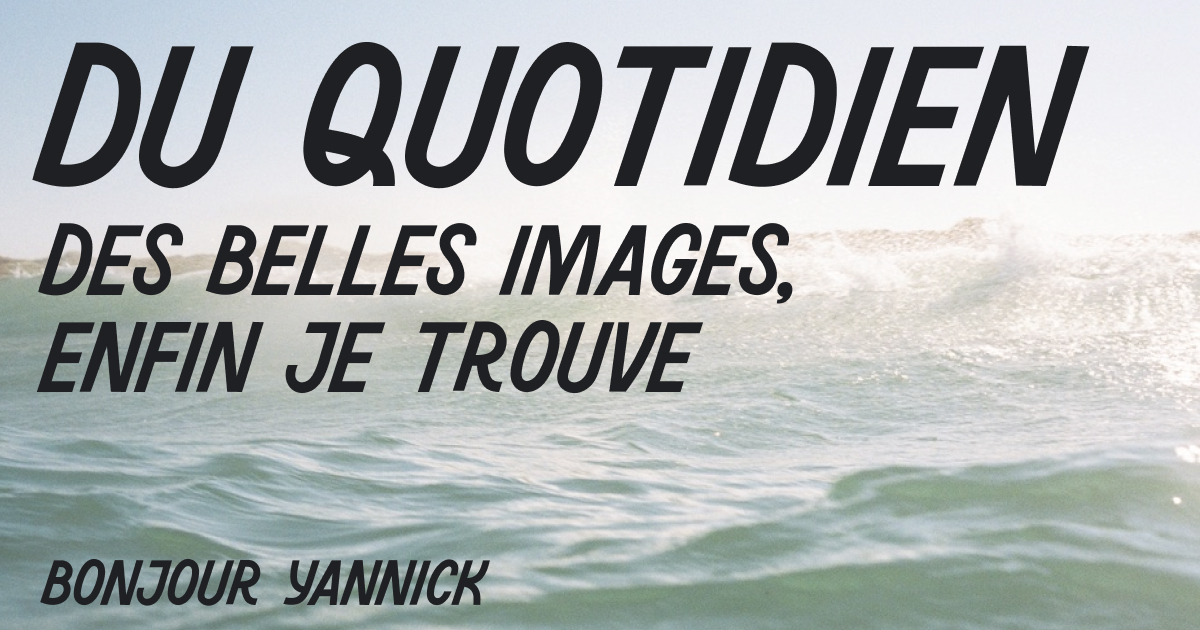 DU QUOTIDIEN
DES BELLES IMAGES,
ENFIN JE TROUVE
BONJOUR YANNICK